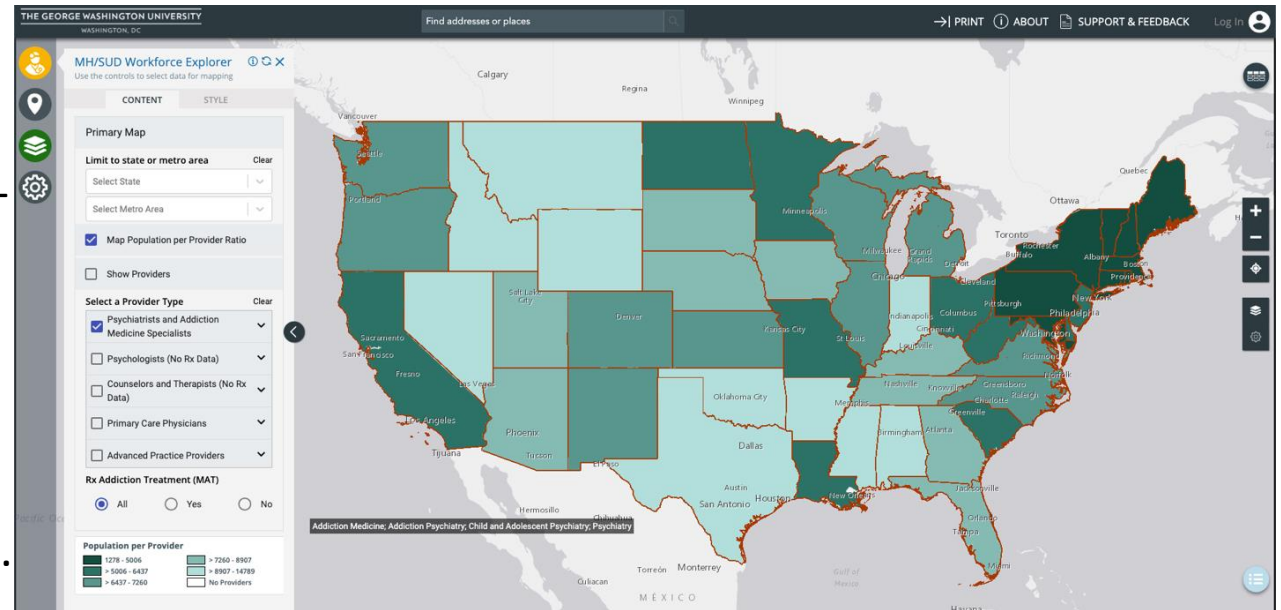 THE GEORGE WASHINGTON UNIVERSITY
WASHINGTON, DC
Find addresses or places
PRINT
ABOUT
SUPPORT & FEEDBACK
Log In
MH/SUD Workforce Explorer
Use the controls to select data for mapping
CONTENT
STYLE
Primary Map
Limit to state or metro area
Clear
Select State
Select Metro Area
Map Population per Provider Ratio
Show Providers
Select a Provider Type
Clear
Psychiatrists and Addiction
Medicine Specialists
Psychologists (No Rx Data)
Counselors and Therapists (No Rx
Data)
Primary Care Physicians
Advanced Practice Providers
Rx Addiction Treatment (MAT)
All
Yes
No
Population per Provider
1278 - 5006
> 7260 - 8907
> 5006 - 6437
> 8907 - 14789
> 6437 - 7260
No Providers
Calgary
Regina
Winnipeg
Vancouver
Seattle
Portland
Quebec
Ottawa
Minneapolis
Toronto
Rochester
Buffalo
Albany
Boston
Providence
Milwaukee
Grand
Rapids
Detroit
Chicago
Cleveland
New York
Pittsburgh
Philadelphia
Salt Lake
City
Denver
Indianapolis
Columbus
Washington
Cincinnati
Sacramento
San Francisco
Kansas City
St Louis
Louisville
Richmond
Norfolk
Fresno
Las Vegas
Nashville
Knoxville
Greensboro
Raleigh
Charlotte
Oklahoma City
Memphis
Greenville
Los Angeles
Phoenix
Birmingham
Atlanta
Tijuana
Tucson
Dallas
El Paso
Jacksonville
Austin
Houston
New Orleans
San Antonio
Hermosillo
Chihuahua
Orlando
Tampa
Addiction Medicine; Addiction Psychiatry; Child and Adolescent Psychiatry; Psychiatry
Torreón
Monterrey
Gulf of
Mexico
Miami
Culiacan
MÉXICO
Havana